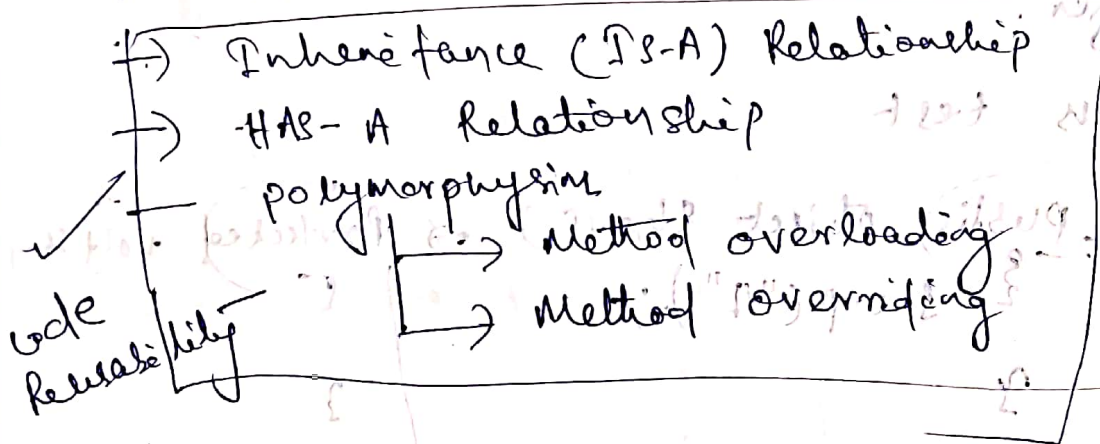 → Inheritance (IS-A) Relationship
→ HAS-A Relationship
polymorphysim
→ Method overloading
→ Method overriding
code
Reusability